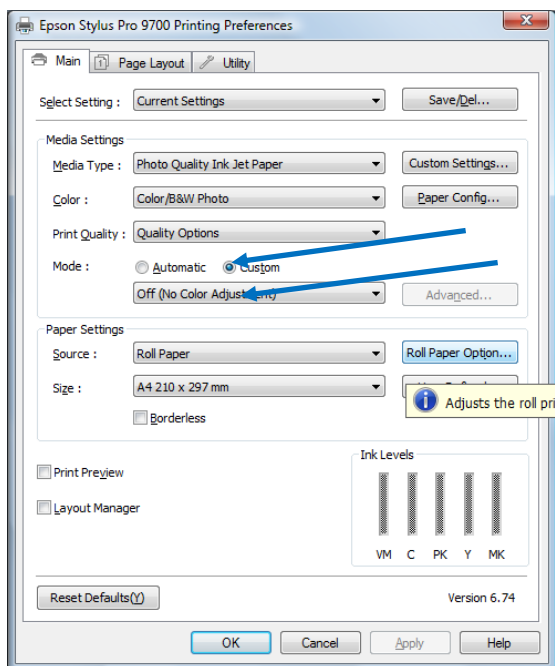 Epson Stylus Pro 9700 Printing Preferences
Main Page Layout Utility
Select Setting : Current Settings Save/Del...
Media Settings
Media Type : Photo Quality Ink Jet Paper Custom Settings...
Color : Color/B&W Photo Paper Config...
Print Quality : Quality Options
Mode : Automatic Custom
Off (No Color Adjustment) Advanced...
Paper Settings
Source : Roll Paper Roll Paper Option...
Size : A4 210 x 297 mm
Adjusts the roll pri
Borderless
Ink Levels
Print Preview
Layout Manager
VM C PK Y MK
Reset Defaults(Y) Version 6.74
OK Cancel Apply Help